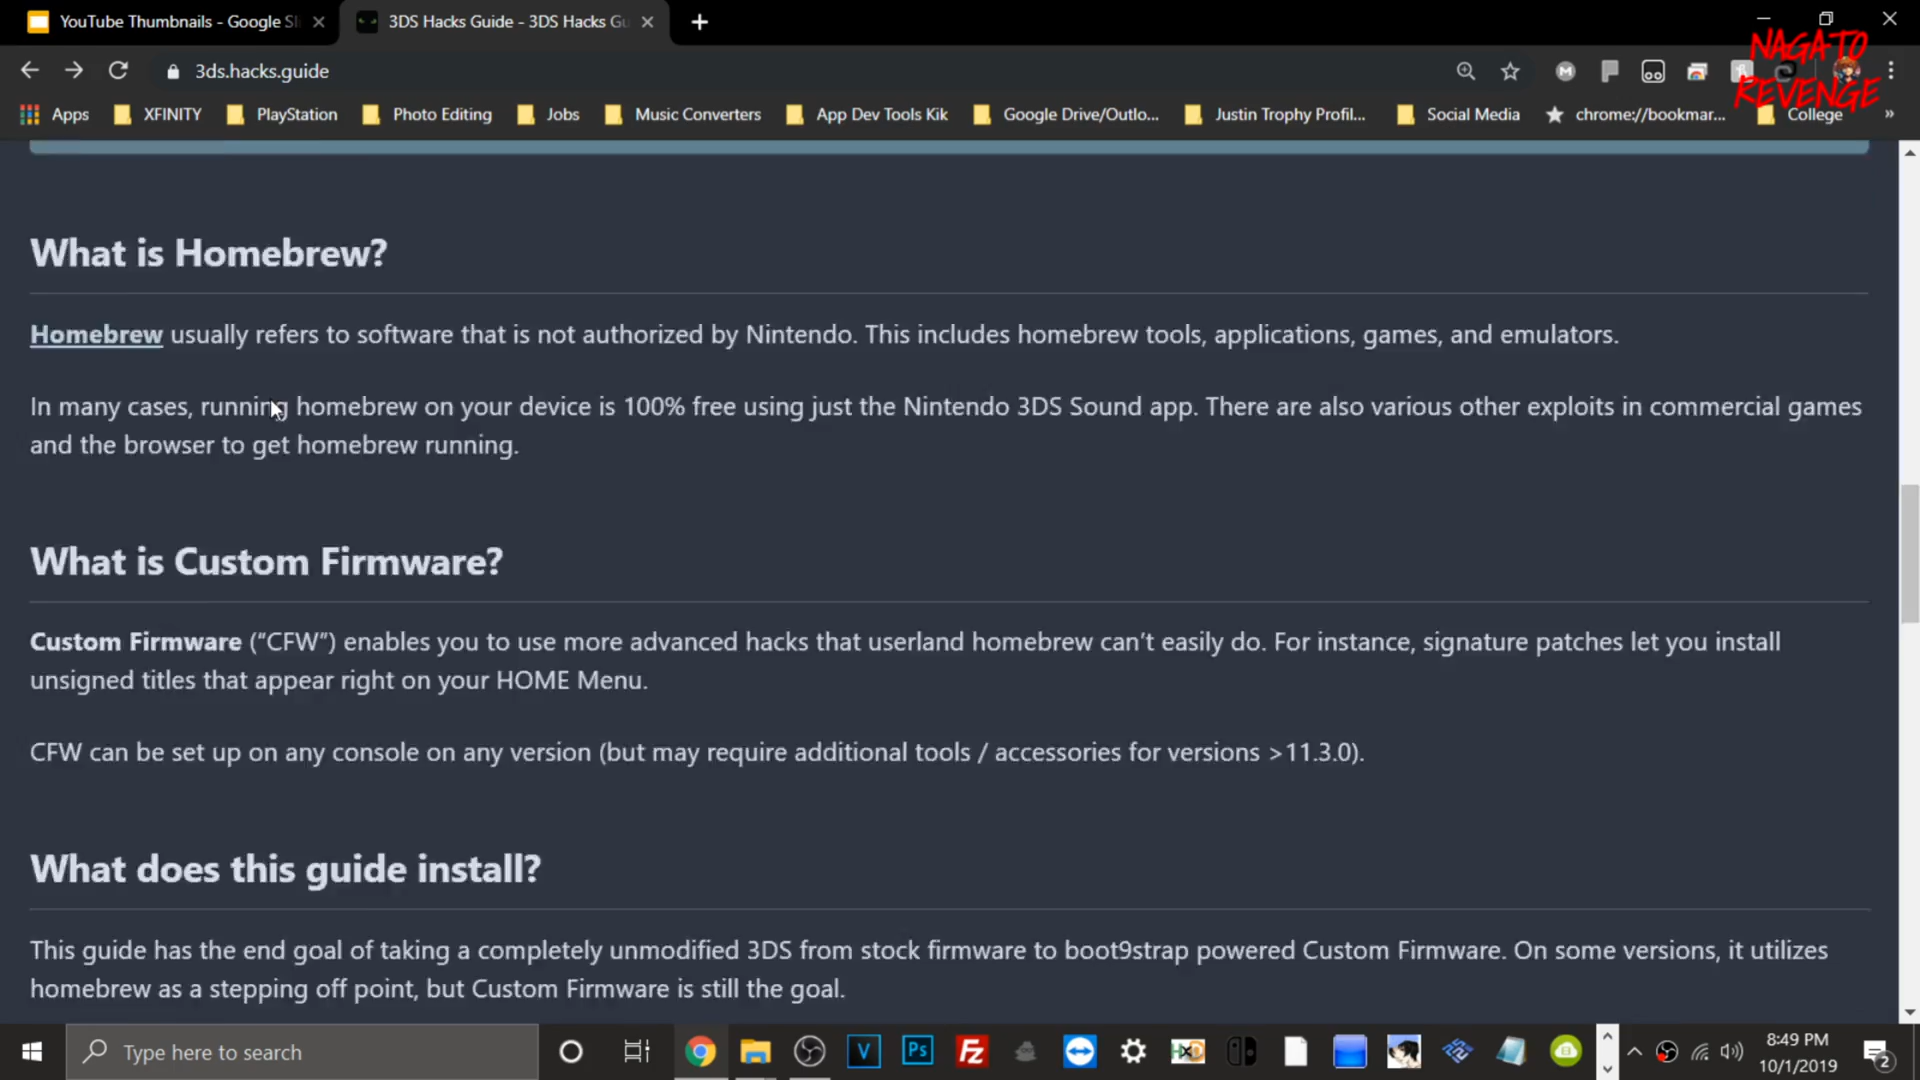 YouTube Thumbnails - Google Sl
3DS Hacks Guide - 3DS Hacks Gu
3ds.hacks.guide
NAGATO
REVENGE
Apps
XFINITY
PlayStation
Photo Editing
Jobs
Music Converters
App Dev Tools Kik
Google Drive/Outlo...
Justin Trophy Profil...
Social Media
chrome://bookmar...
College
»
What is Homebrew?
Homebrew usually refers to software that is not authorized by Nintendo. This includes homebrew tools, applications, games, and emulators.
In many cases, running homebrew on your device is 100% free using just the Nintendo 3DS Sound app. There are also various other exploits in commercial games
and the browser to get homebrew running.
What is Custom Firmware?
Custom Firmware (“CFW”) enables you to use more advanced hacks that userland homebrew can’t easily do. For instance, signature patches let you install
unsigned titles that appear right on your HOME Menu.
CFW can be set up on any console on any version (but may require additional tools / accessories for versions >11.3.0).
What does this guide install?
This guide has the end goal of taking a completely unmodified 3DS from stock firmware to boot9strap powered Custom Firmware. On some versions, it utilizes
homebrew as a stepping off point, but Custom Firmware is still the goal.
Type here to search
V
Ps
Fz
HxD
8:49 PM
10/1/2019
2